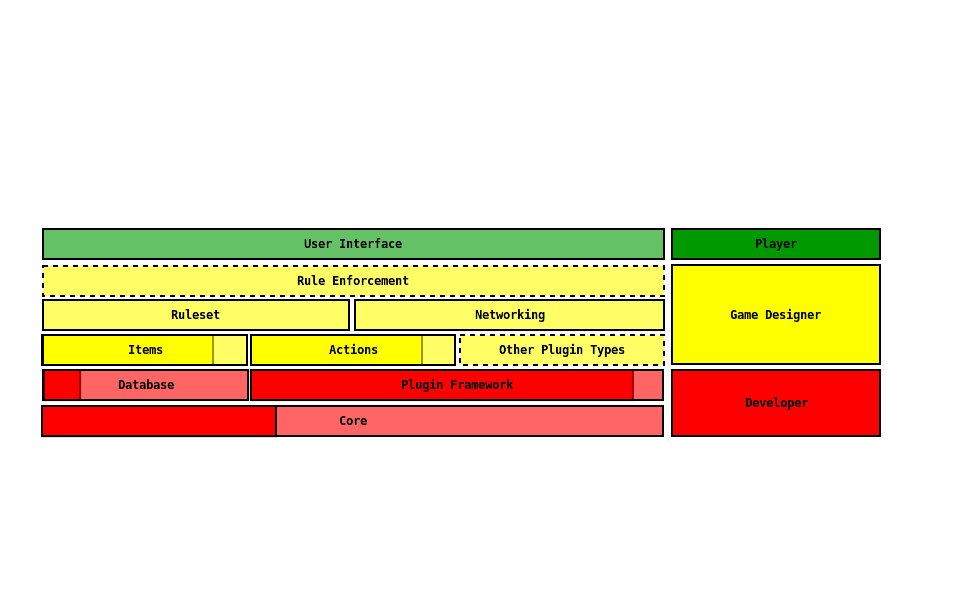 User Interface
Player
Rule Enforcement
Ruleset
Networking
Game Designer
Items
Actions
Other Plugin Types
Database
Plugin Framework
Developer
Core